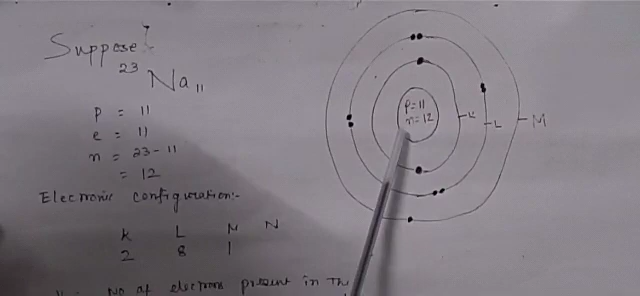 Suppose
23
Na 11
P = 11
e = 11
n = 23 - 11
= 12
Electronic configuration:-
K L M N
2 8 1
No of electrons present in The
P = 11
n = 12
K
L
M